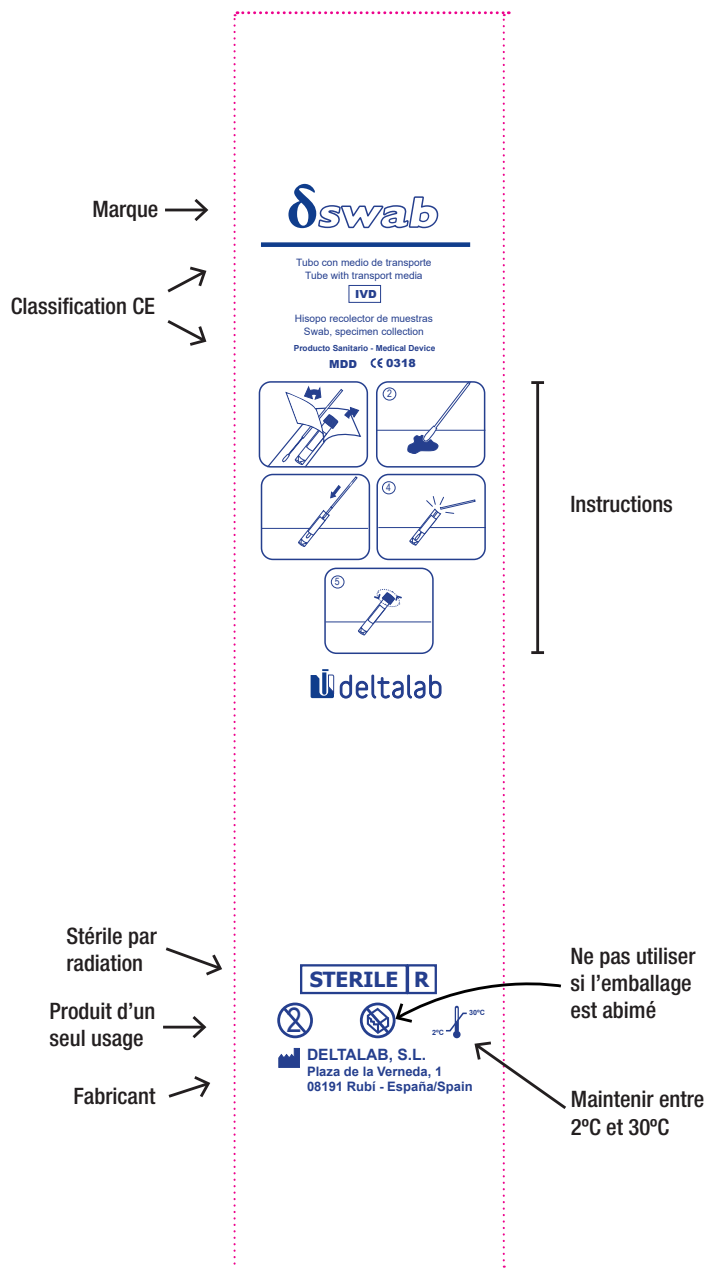 Marque
δswab
Tubo con medio de transporte
Tube with transport media
Classification CE
IVD
Hisopo recolector de muestras
Swab, specimen collection
Producto Sanitario - Medical Device
MDD CE 0318
2
4
Instructions
5
deltalab
Stérile par
radiation
STERILE R
Ne pas utiliser
si l’emballage
est abimé
Produit d’un
seul usage
2
2ºC
30ºC
DELTALAB, S.L.
Plaza de la Verneda, 1
08191 Rubí - España/Spain
Fabricant
Maintenir entre
2ºC et 30ºC